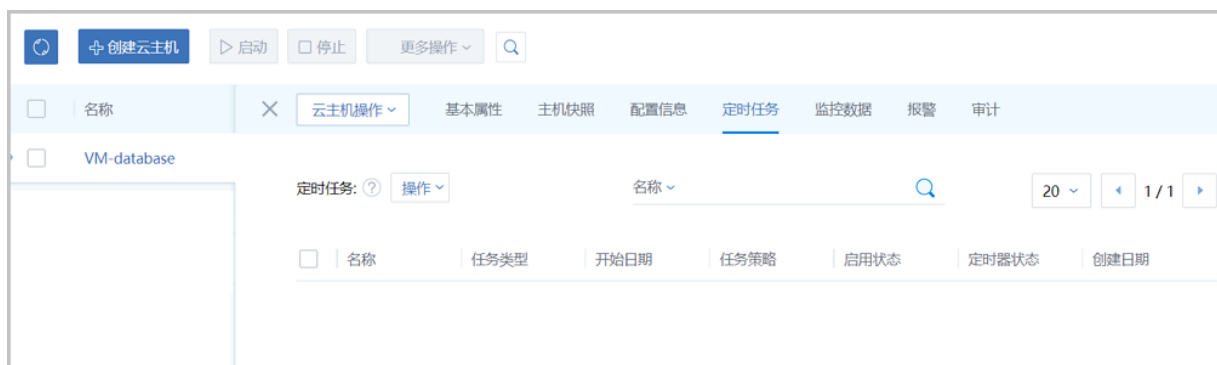 创建云主机 启动 停止 更多操作
名称 云主机操作 基本属性 主机快照 配置信息 定时任务 监控数据 报警 审计
VM-database
定时任务: ? 操作 名称 20 1 / 1
名称 任务类型 开始日期 任务策略 启用状态 定时器状态 创建日期